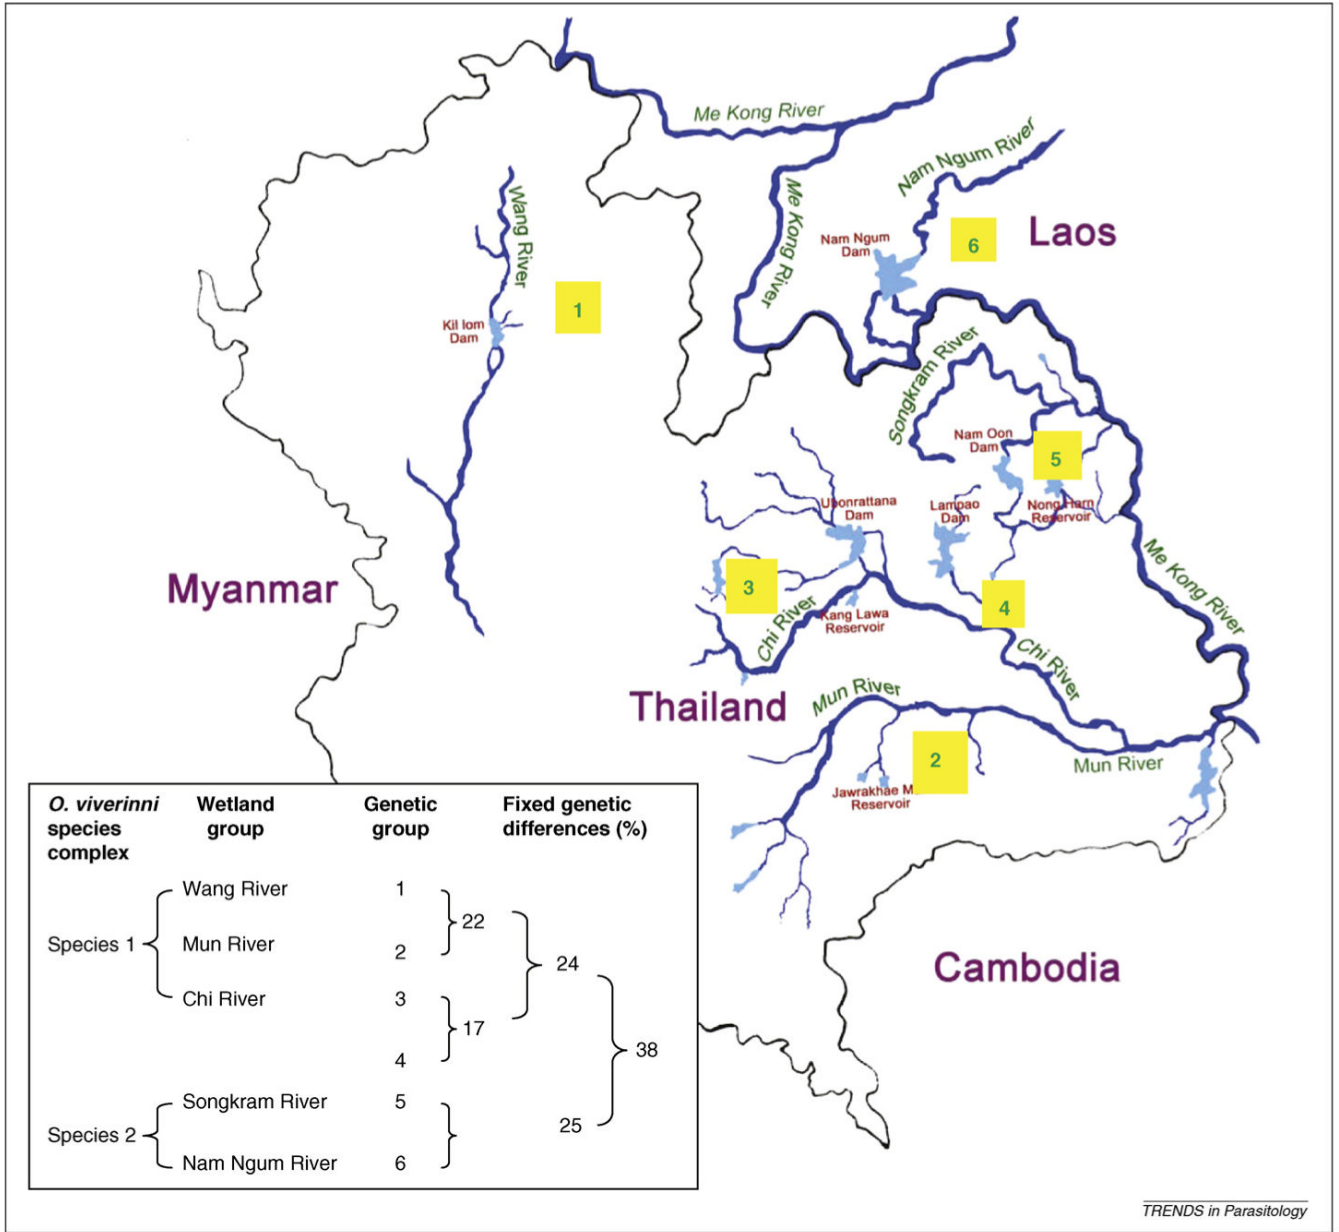 Me Kong River
Nam Ngum River
Me Kong River
Wang River
Laos
Nam Ngum
Dam
6
1
Kil lom
Dam
Songkram River
Nam Oon
Dam
5
Ubonrattana
Dam
Lampao
Dam
Nong Harn
Reservoir
Me Kong River
Myanmar
3
4
Chi River
Kang Lawa
Reservoir
Chi River
Thailand
Mun River
2
Mun River
Jawrakhae M
Reservoir
Cambodia
O. viverinni
species
complex
Wetland
group
Genetic
group
Fixed genetic
differences (%)
Species 1
Wang River
1
22
Mun River
2
24
Chi River
3
17
4
38
Species 2
Songkram River
5
25
Nam Ngum River
6
TRENDS in Parasitology